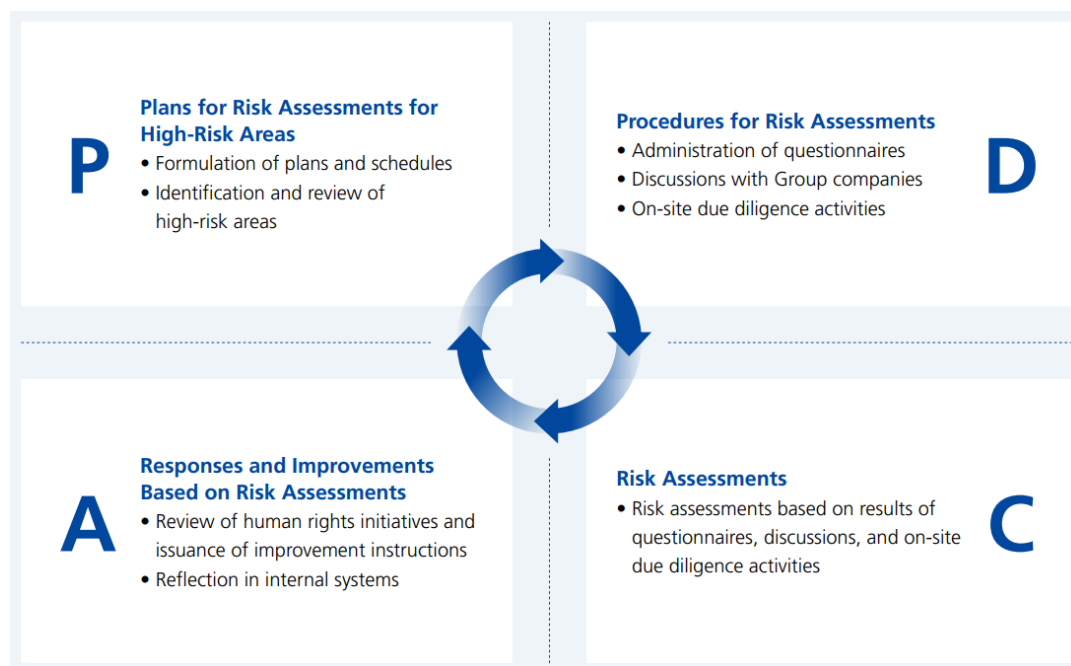 P
Plans for Risk Assessments for
High-Risk Areas
• Formulation of plans and schedules
• Identification and review of
high-risk areas
Procedures for Risk Assessments
• Administration of questionnaires
• Discussions with Group companies
• On-site due diligence activities
D
A
Responses and Improvements
Based on Risk Assessments
• Review of human rights initiatives and
issuance of improvement instructions
• Reflection in internal systems
Risk Assessments
• Risk assessments based on results of
questionnaires, discussions, and on-site
due diligence activities
C